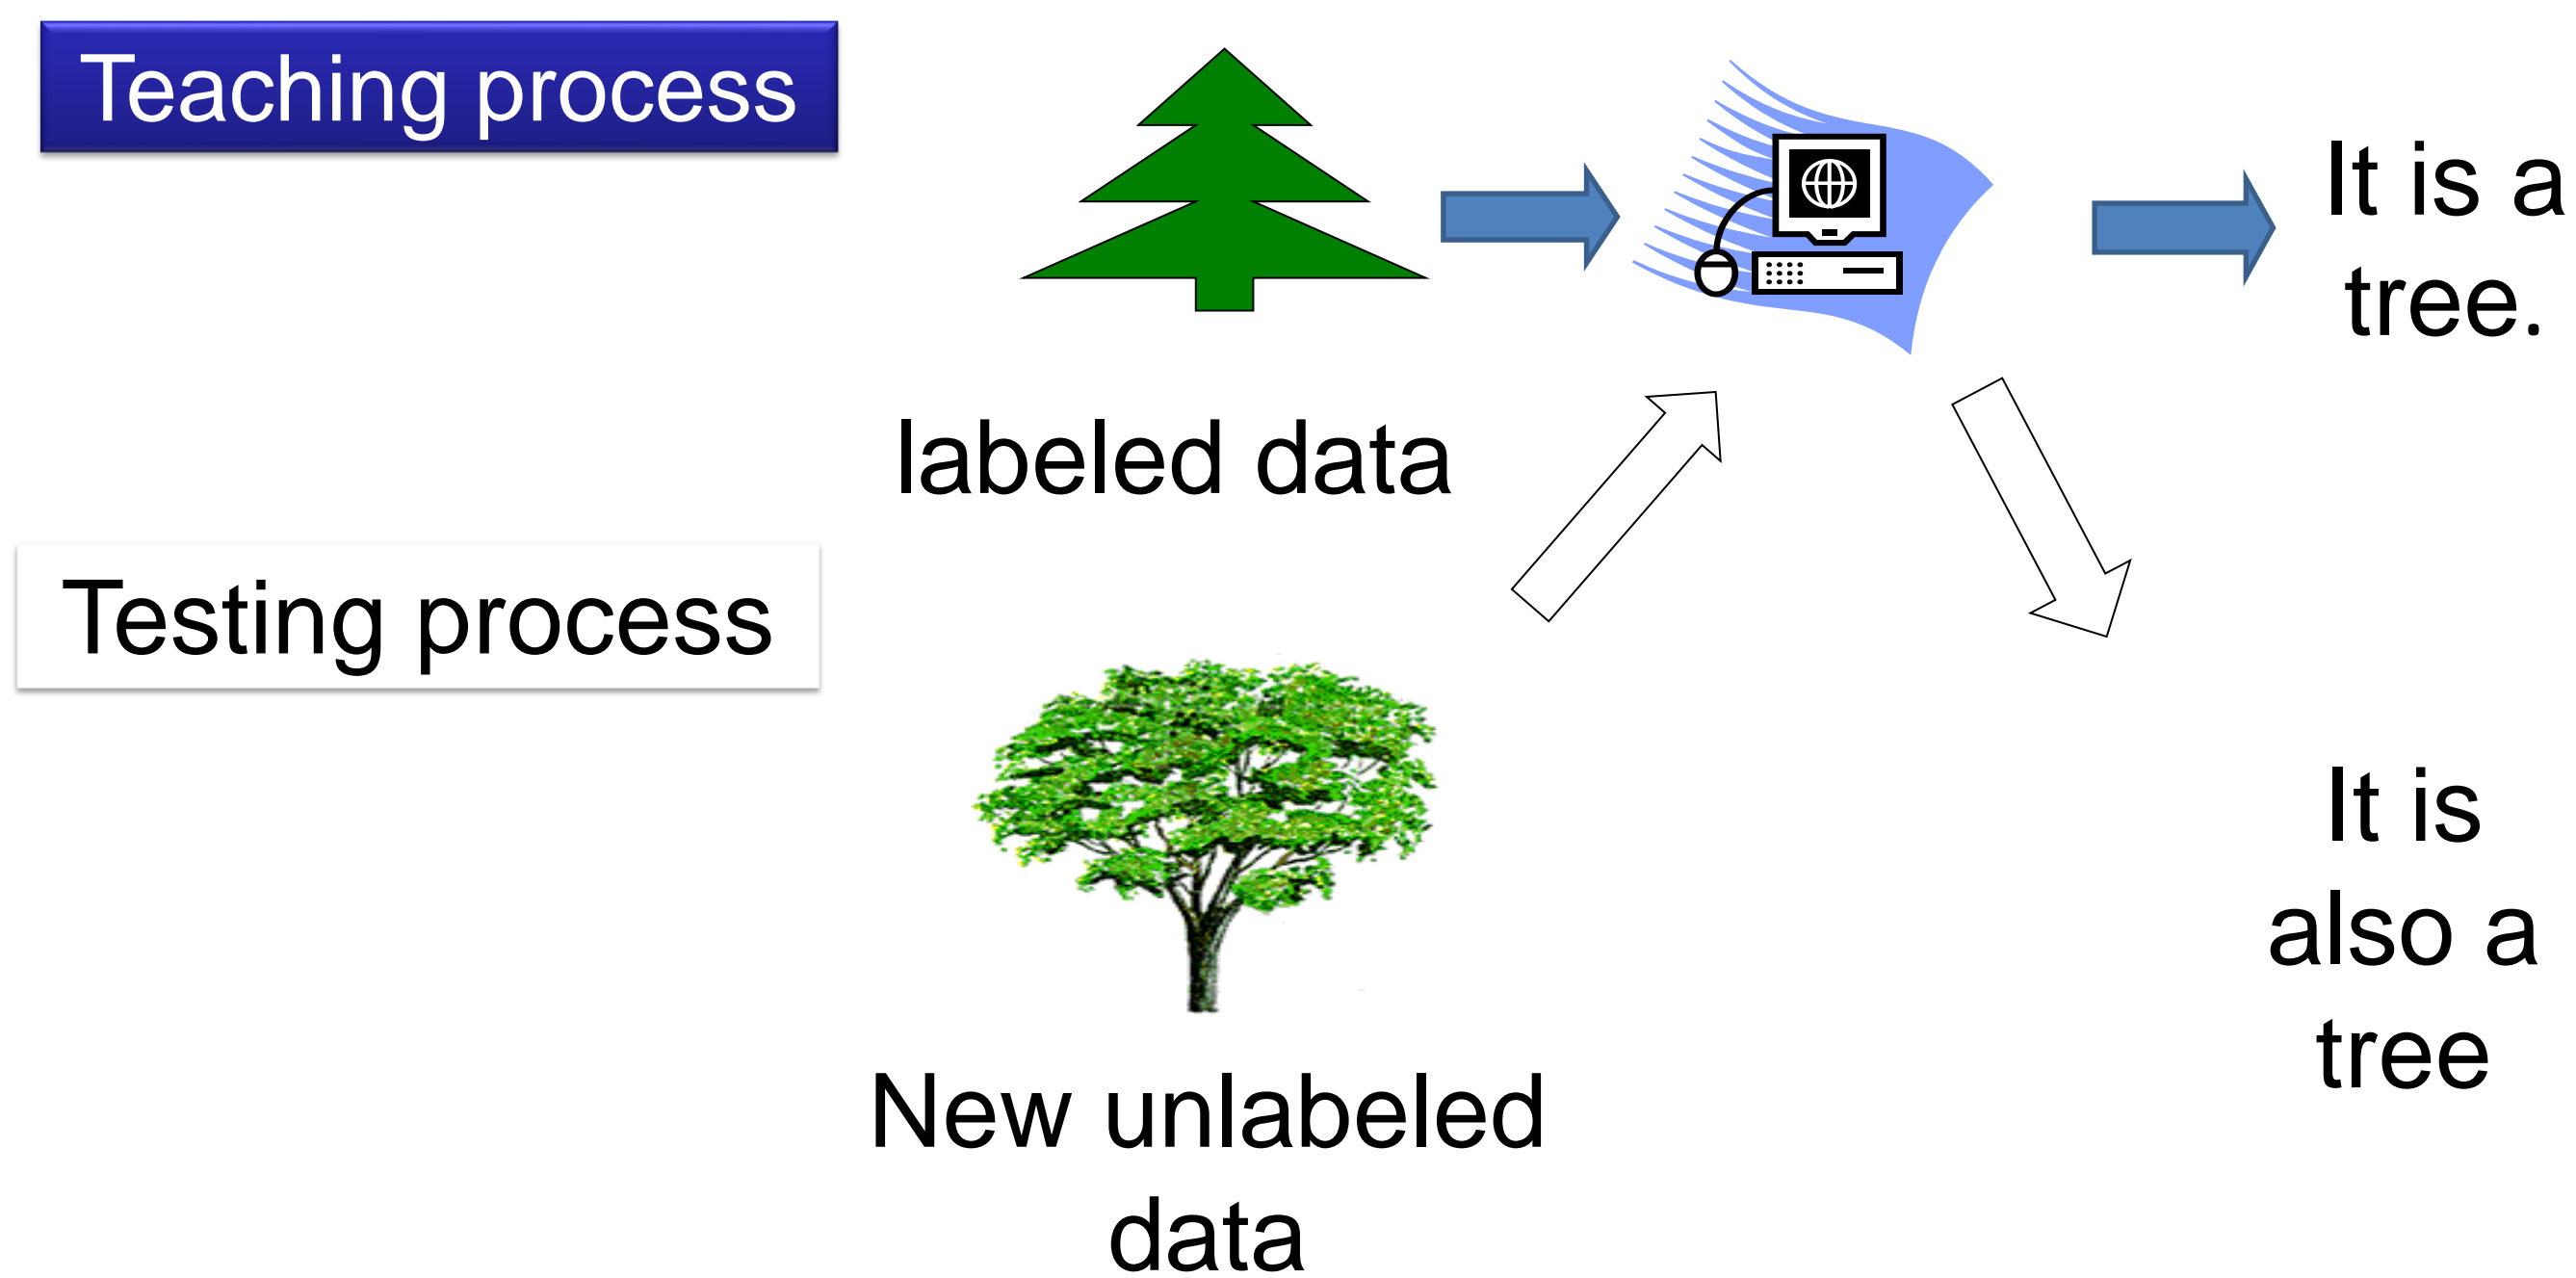 Teaching process
It is a
tree.
labeled data
Testing process
It is
also a
tree
New unlabeled
data